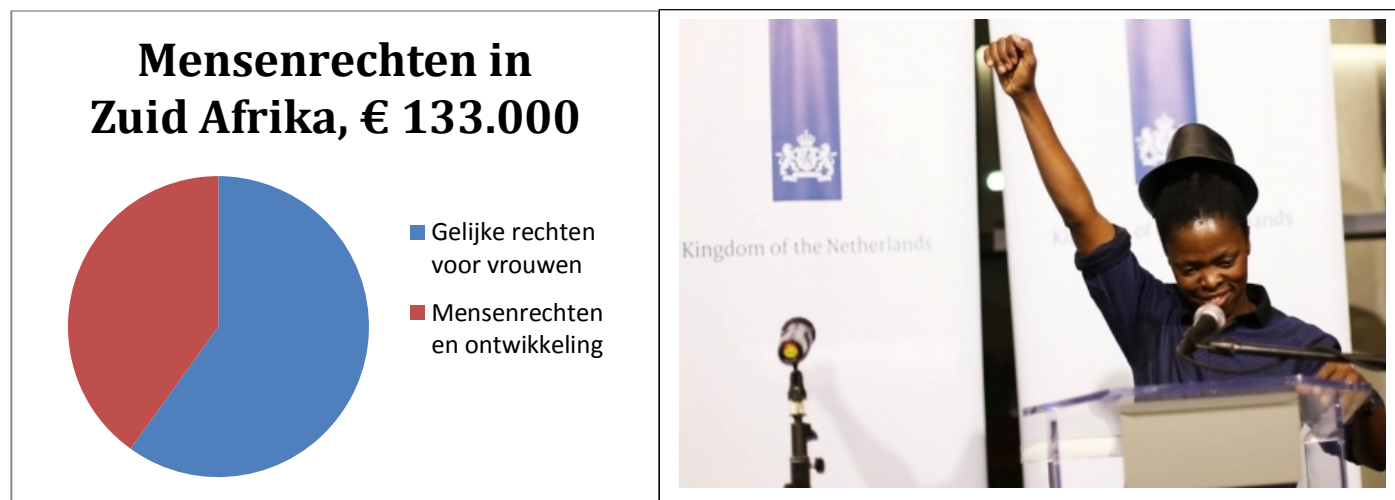 Mensenrechten in
Zuid Afrika, € 133.000
Gelijke rechten
voor vrouwen
Mensenrechten
en ontwikkeling
Kingdom of the Netherlands